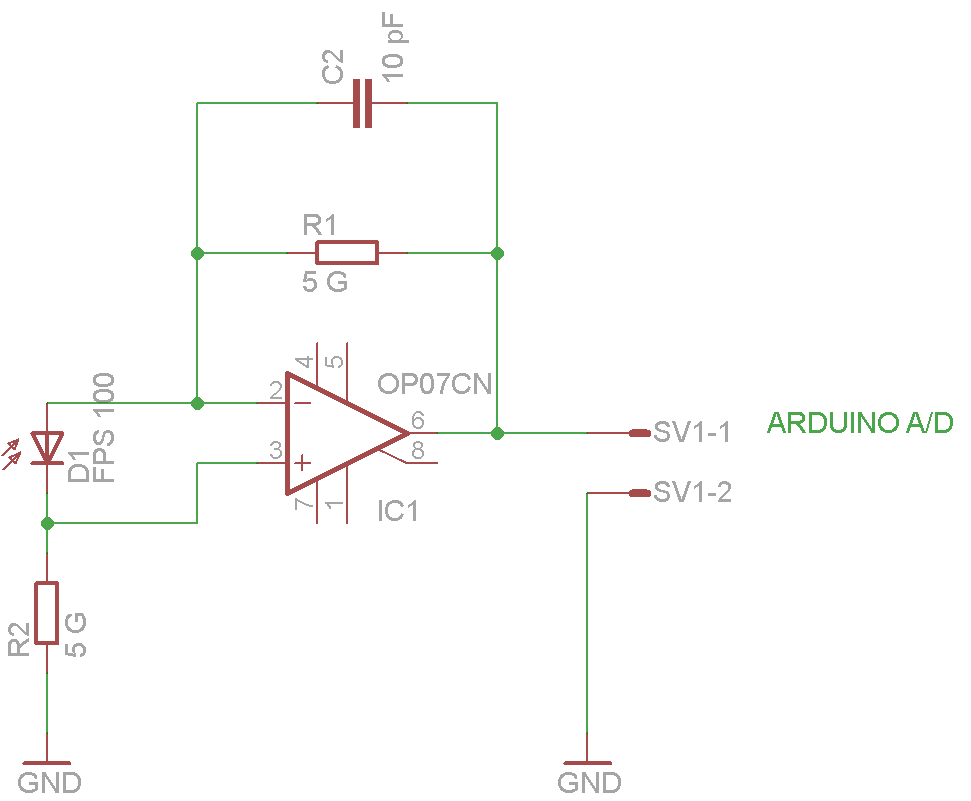 C2
10 pF
R1
5 G
4
5
OP07CN
2
3
6
8
7
1
IC1
D1
FPS 100
SV1-1
ARDUINO A/D
SV1-2
R2
5 G
GND
GND